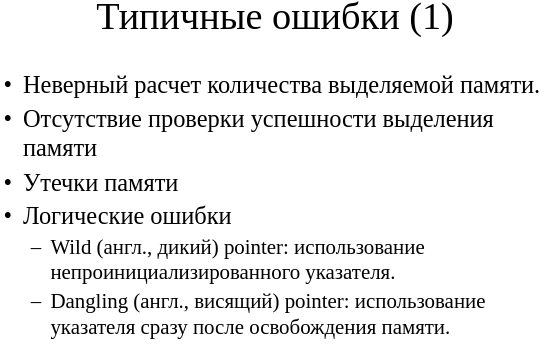 Типичные ошибки (1)
• Неверный расчет количества выделяемой памяти.
• Отсутствие проверки успешности выделения
памяти
• Утечки памяти
• Логические ошибки
– Wild (англ., дикий) pointer: использование
непроинициализированного указателя.
– Dangling (англ., висящий) pointer: использование
указателя сразу после освобождения памяти.